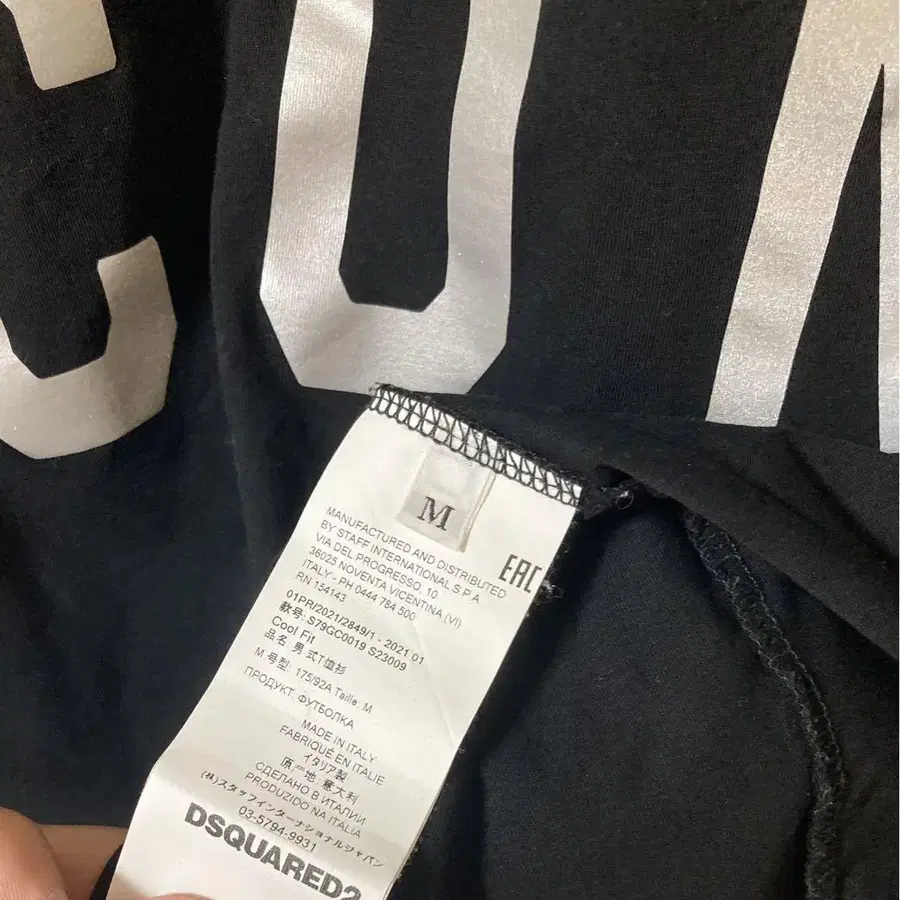 ICON
M
MANUFACTURED AND DISTRIBUTED
BY STAFF INTERNATIONAL S.P.A
VIA DEL PROGRESSO, 10
36025 NOVENTA VICENTINA (VI)
ITALY - PH 0444 784 500
RN 154143
EAC
01PR/2021/2849/1 - 2021 01
款号: S79GC0019 S23009
Cool Fit
品名: 男式T恤衫
M 号型: 175/92A Taille: M
ПРОДУКТ: ФУТБОЛКА
MADE IN ITALY
FABRIQUÉ EN ITALIE
イタリア製
原产地: 意大利
СДЕЛАНО В ИТАЛИИ
PRODUZIDO NA ITALIA
(株)スタッフインターナショナルジャパン
03-5794-9931
DSQUARED2